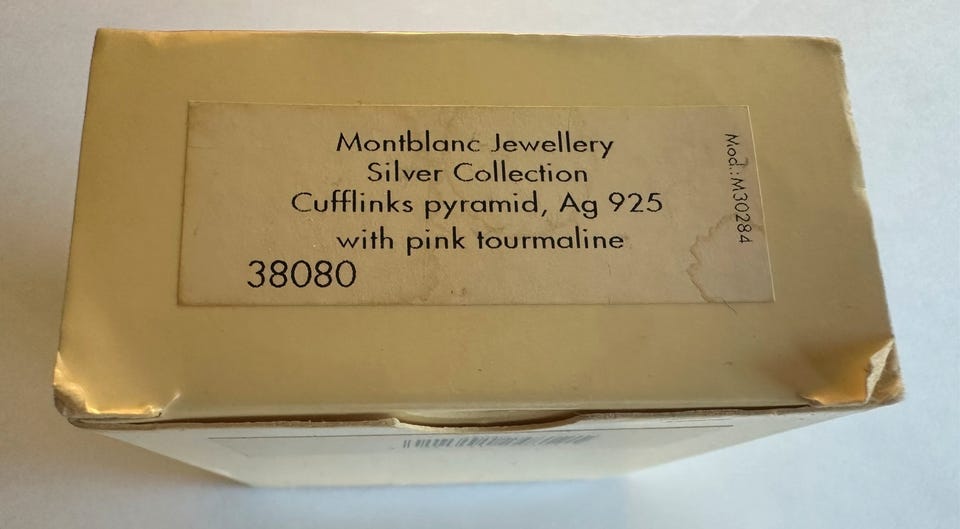 Montblanc Jewellery
Silver Collection
Cufflinks pyramid, Ag 925
with pink tourmaline
38080
Mod.:M30284